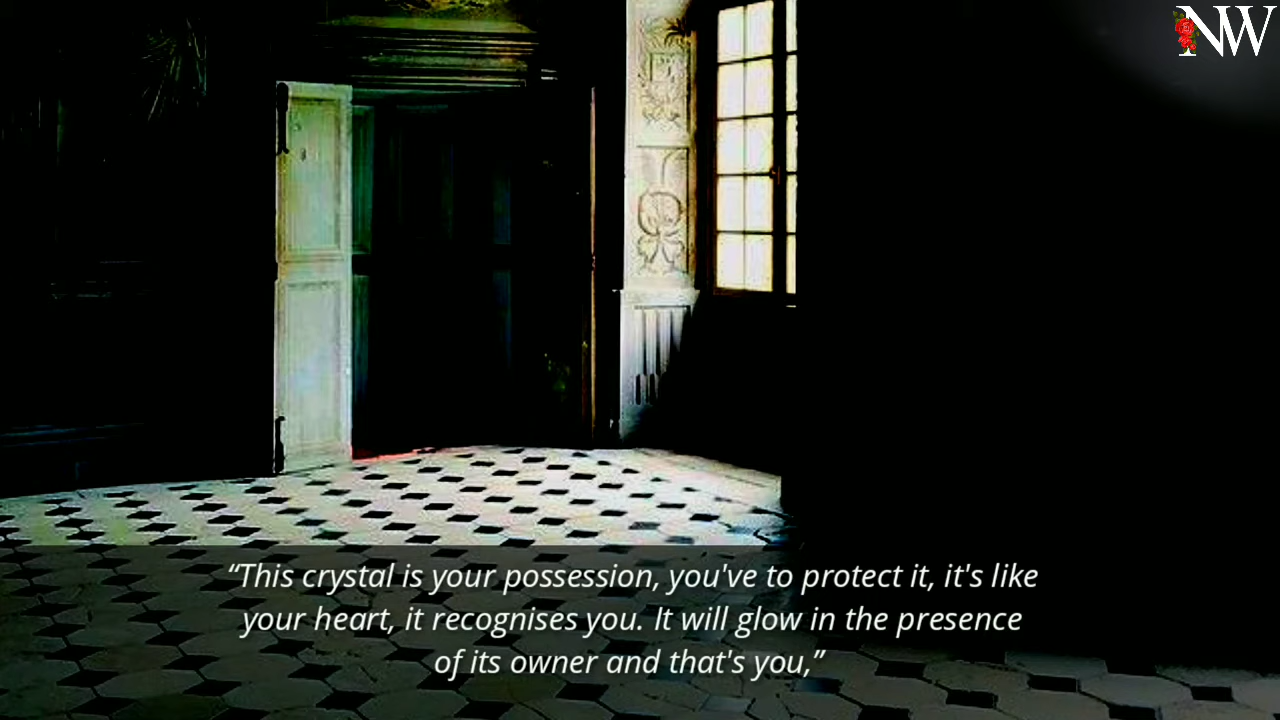 NW
“This crystal is your possession, you've to protect it, it's like
your heart, it recognises you. It will glow in the presence
of its owner and that's you,”